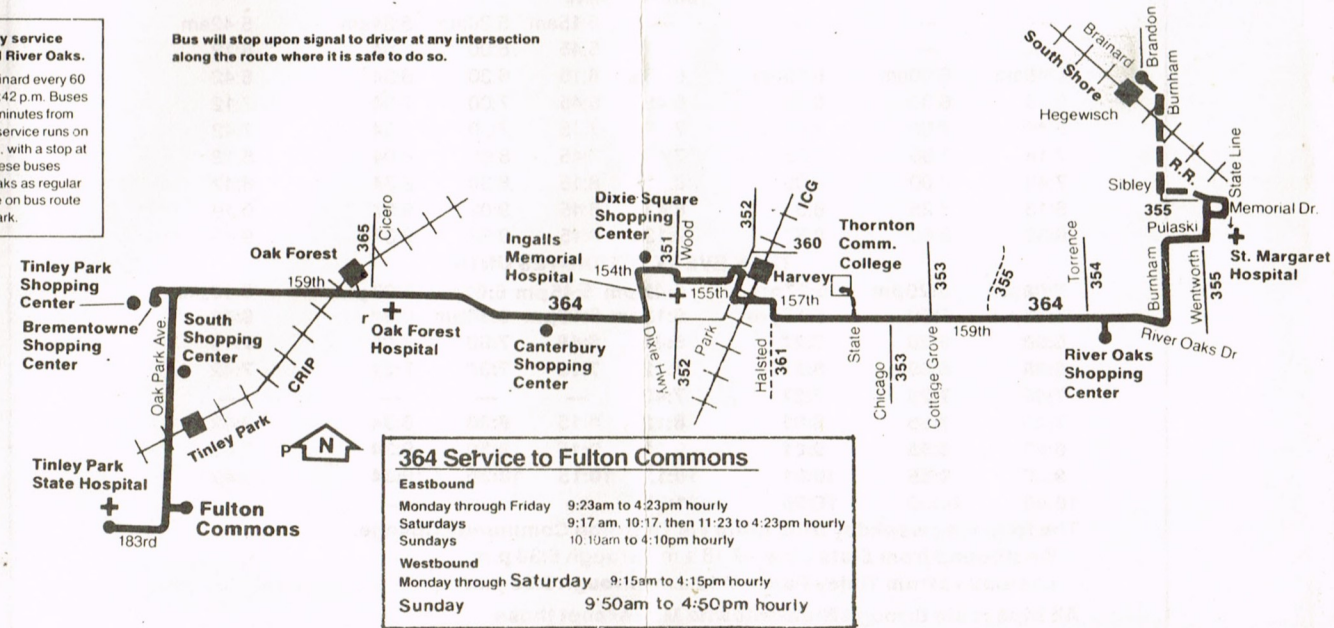 y service
River Oaks.
inard every 60
:42 p.m. Buses
minutes from
service runs on
, with a stop at
ese buses
aks as regular
e on bus route
ark.
Bus will stop upon signal to driver at any intersection
along the route where it is safe to do so.
Brainard
Brandon
South Shore
R.R.
Burnham
Hegewisch
State Line
Sibley
355
Memorial Dr.
Pulaski
St. Margaret
Hospital
Burnham
Wentworth
355
River Oaks Dr
River Oaks
Shopping
Center
Torrence
354
364
159th
355
353
Cottage Grove
Chicago
353
State
Thornton
Comm.
College
157th
Harvey
360
ICG
352
Halsted
361
Park
155th
Wood
351
Dixie Square
Shopping
Center
154th
Dixie Hwy
352
Ingalls
Memorial
Hospital
364
Canterbury
Shopping
Center
Cicero
365
Oak Forest
159th
Oak Forest
Hospital
CRIP
Tinley Park
Shopping
Center
Brementowne
Shopping
Center
South
Shopping
Center
Oak Park Ave.
Tinley Park
Tinley Park
State Hospital
183rd
Fulton
Commons
P
N
364 Service to Fulton Commons
Eastbound
Monday through Friday 9:23am to 4:23pm hourly
Saturdays 9:17 am, 10:17, then 11:23 to 4:23pm hourly
Sundays 10:10am to 4:10pm hourly
Westbound
Monday through Saturday 9:15am to 4:15pm hourly
Sunday 9:50am to 4:50pm hourly